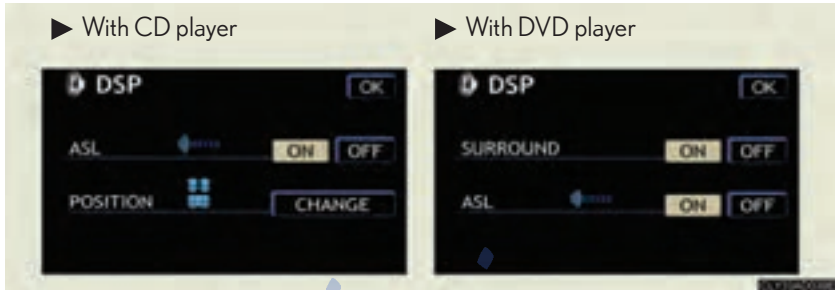 With CD player
DSP
OK
ASL
ON
OFF
POSITION
CHANGE
With DVD player
DSP
OK
SURROUND
ON
OFF
ASL
ON
OFF